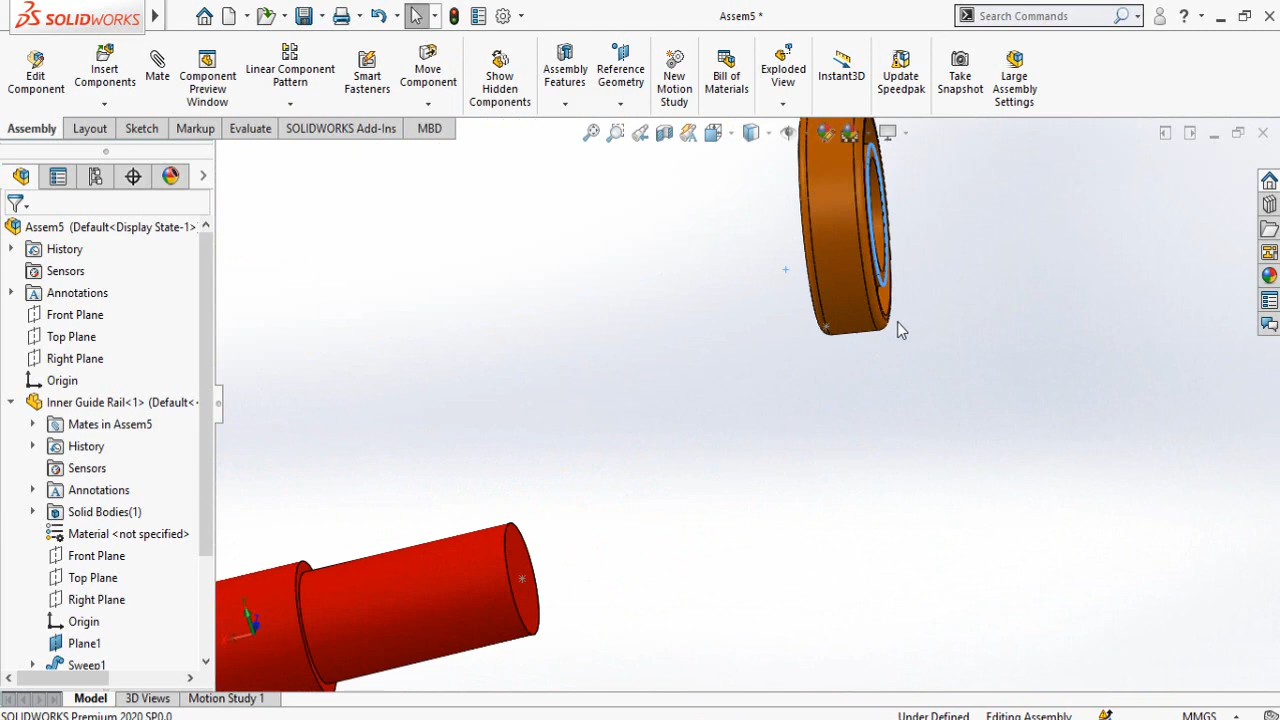 SOLIDWORKS
Assem5 *
Search Commands
Edit Component
Insert Components
Mate
Component Preview Window
Linear Component Pattern
Smart Fasteners
Move Component
Show Hidden Components
Assembly Features
Reference Geometry
New Motion Study
Bill of Materials
Exploded View
Instant3D
Update Speedpak
Take Snapshot
Large Assembly Settings
Assembly
Layout
Sketch
Markup
Evaluate
SOLIDWORKS Add-Ins
MBD
Assem5 (Default<Display State-1>
History
Sensors
Annotations
Front Plane
Top Plane
Right Plane
Origin
Inner Guide Rail<1> (Default<
Mates in Assem5
History
Sensors
Annotations
Solid Bodies(1)
Material <not specified>
Front Plane
Top Plane
Right Plane
Origin
Plane1
Sweep1
Model
3D Views
Motion Study 1
SOLIDWORKS Premium 2020 SP0.0
Under Defined
Editing Assembly
MMGS